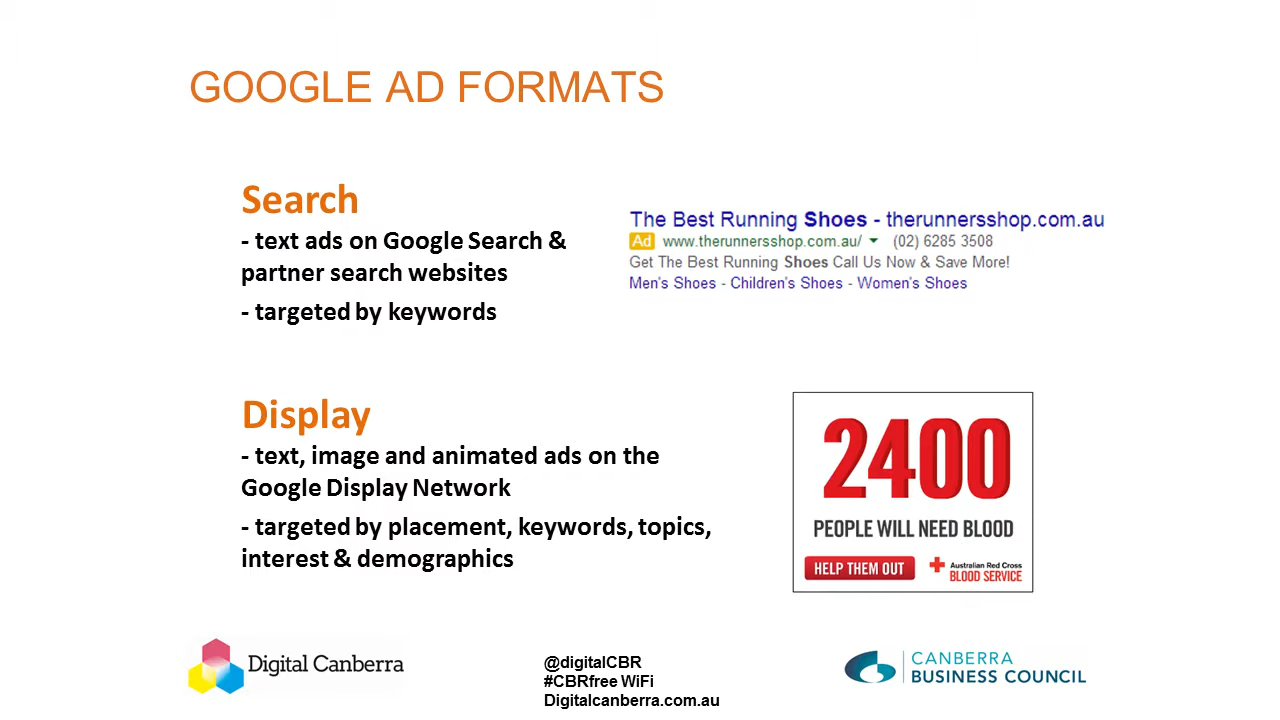 GOOGLE AD FORMATS
Search
- text ads on Google Search &
partner search websites
- targeted by keywords
The Best Running Shoes - therunnersshop.com.au
Ad www.therunnersshop.com.au/ (02) 6285 3508
Get The Best Running Shoes Call Us Now & Save More!
Men's Shoes - Children's Shoes - Women's Shoes
Display
- text, image and animated ads on the
Google Display Network
- targeted by placement, keywords, topics,
interest & demographics
2400
PEOPLE WILL NEED BLOOD
HELP THEM OUT
Australian Red Cross
BLOOD SERVICE
Digital Canberra
@digitalCBR
#CBRfree WiFi
Digitalcanberra.com.au
CANBERRA
BUSINESS COUNCIL